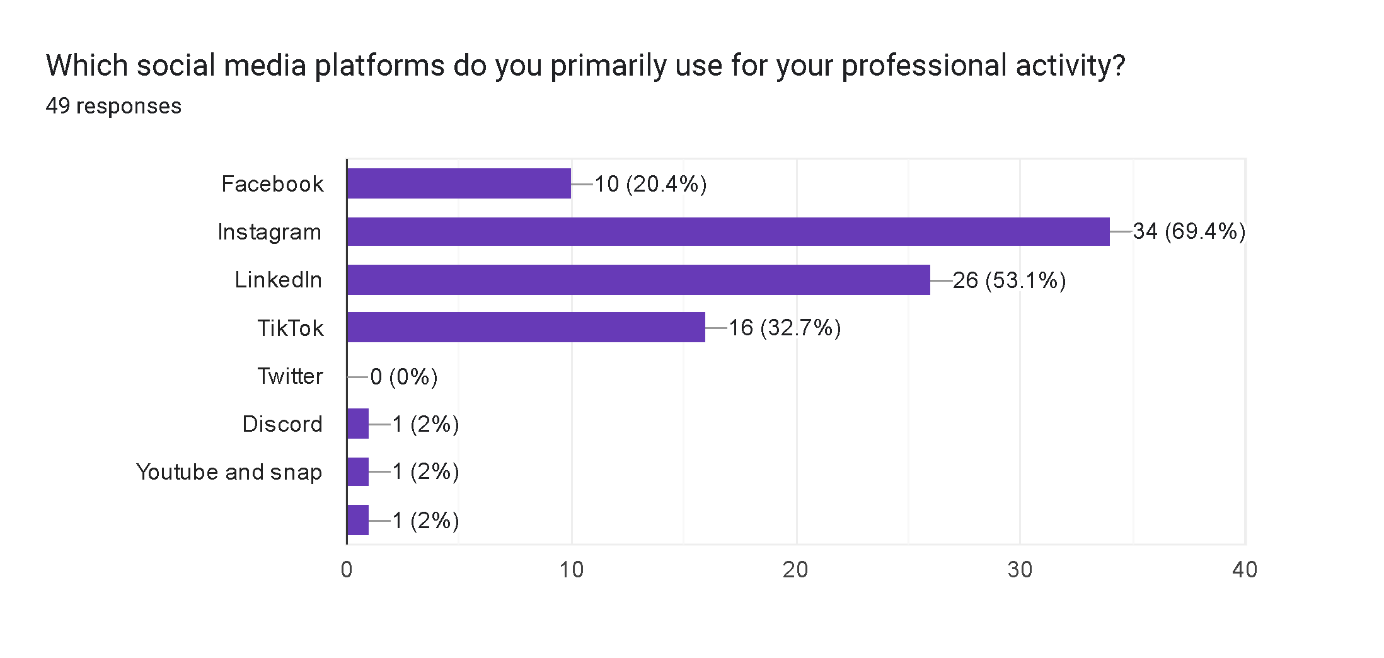 Which social media platforms do you primarily use for your professional activity?
49 responses
Facebook 10 (20.4%)
Instagram 34 (69.4%)
LinkedIn 26 (53.1%)
TikTok 16 (32.7%)
Twitter 0 (0%)
Discord 1 (2%)
Youtube and snap 1 (2%)
1 (2%)
0 10 20 30 40